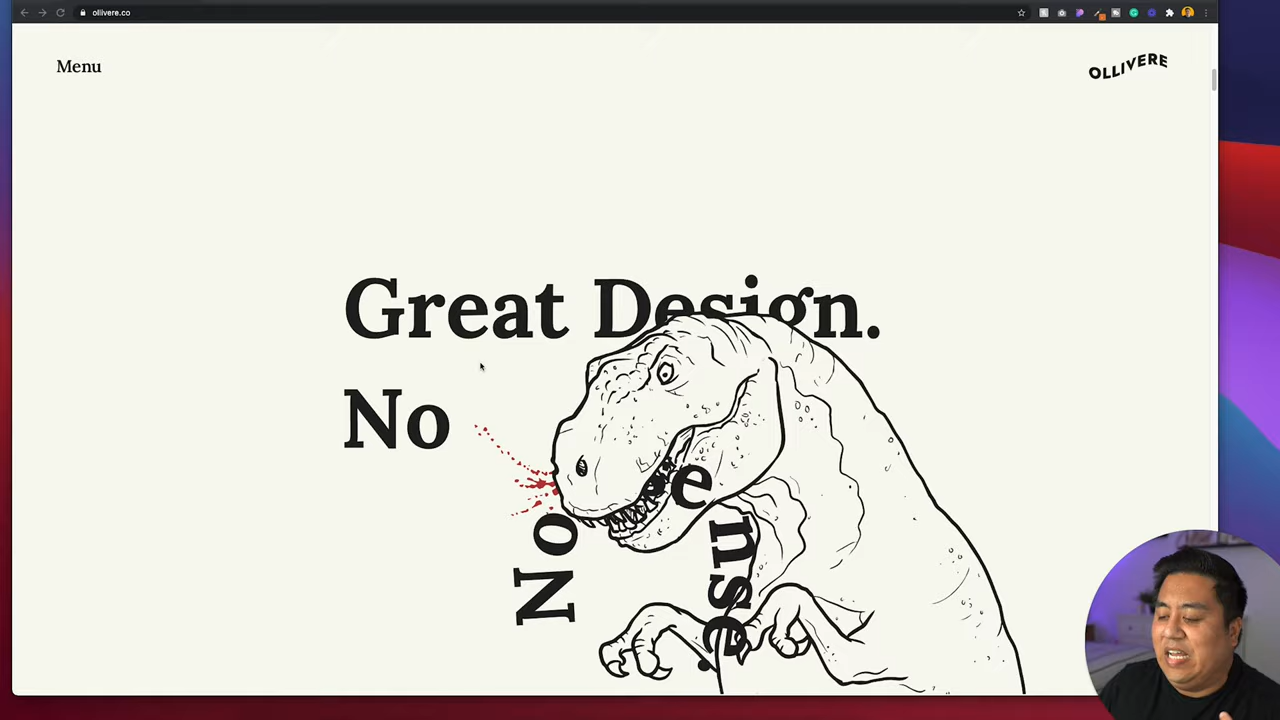 ollivere.co
Menu
OLLIVERE
Great Design.
No
No
e
nse.